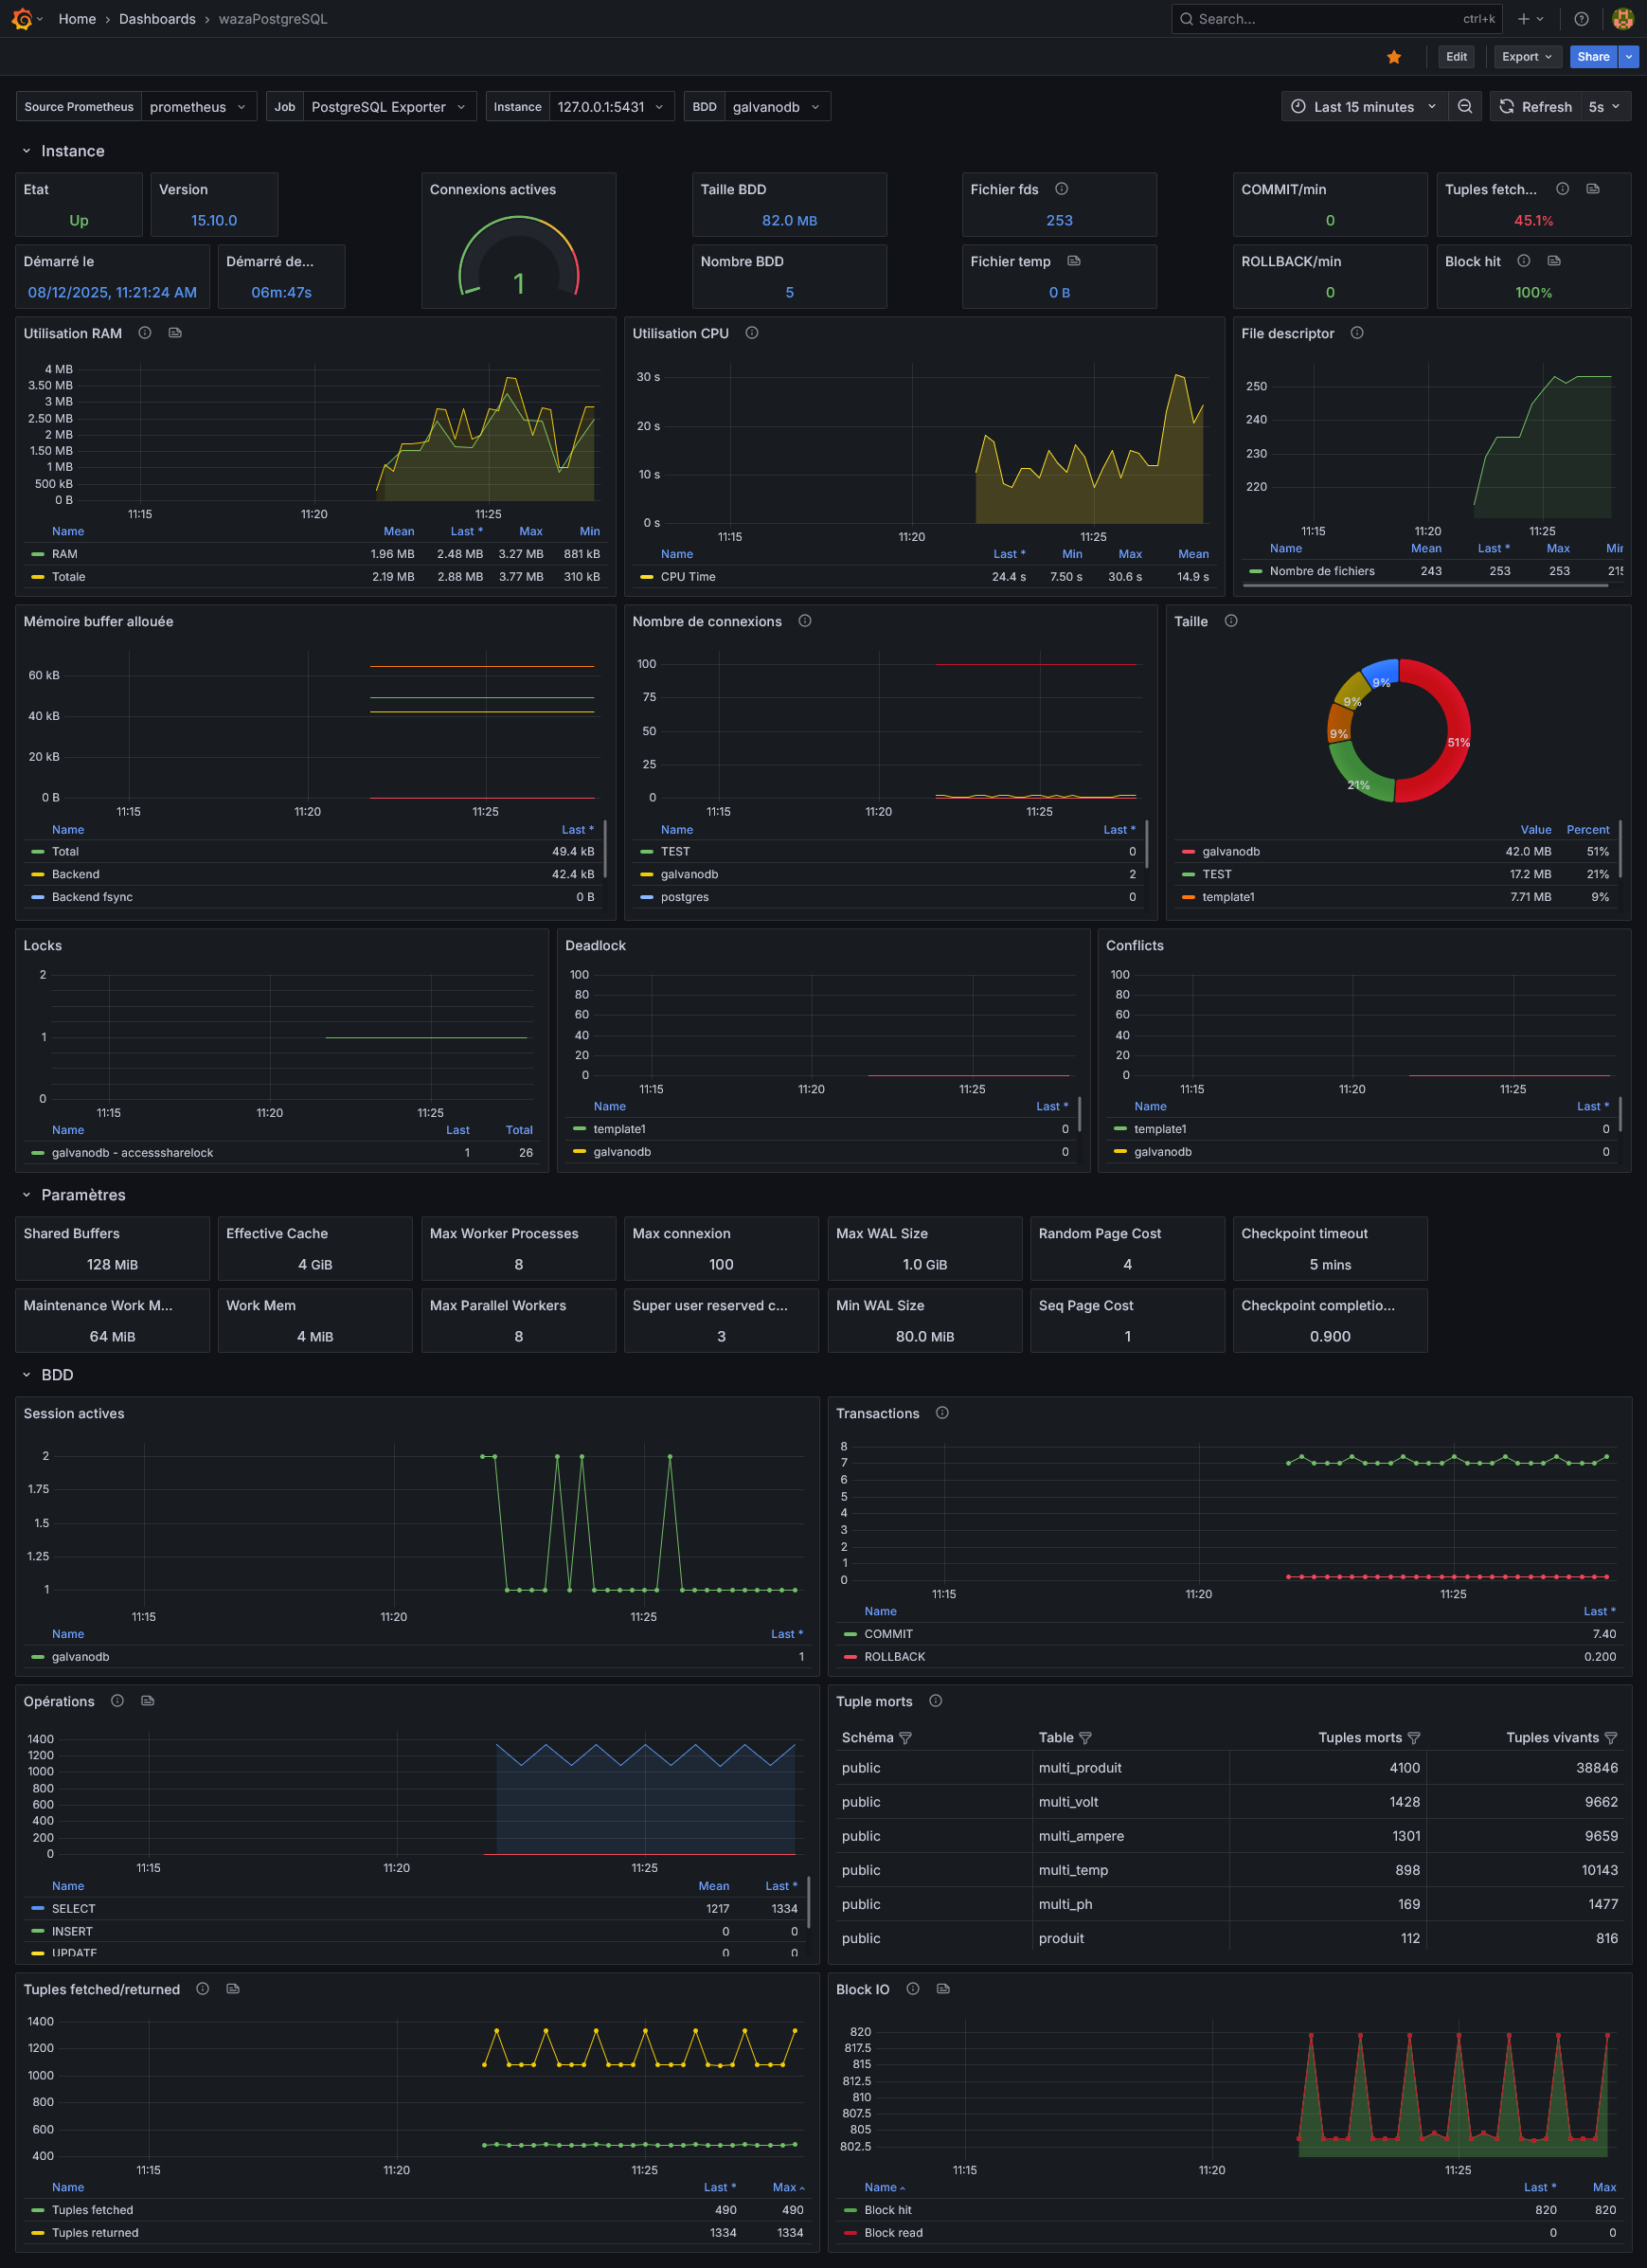 Home › Dashboards › wazaPostgreSQL
Search... ctrl+k
Edit Export Share
Source Prometheus prometheus Job PostgreSQL Exporter Instance 127.0.0.1:5431 BDD galvanodb Last 15 minutes Refresh 5s
Instance
Etat
Up
Version
15.10.0
Démarré le
08/12/2025, 11:21:24 AM
Démarré de...
06m:47s
Connexions actives
1
Taille BDD
82.0 MB
Nombre BDD
5
Fichier fds
253
Fichier temp
0 B
COMMIT/min
0
ROLLBACK/min
0
Tuples fetch...
45.1%
Block hit
100%
Utilisation RAM
4 MB
3.50 MB
3 MB
2.50 MB
2 MB
1.50 MB
1 MB
500 kB
0 B
11:15 11:20 11:25
Name Mean Last * Max Min
RAM 1.96 MB 2.48 MB 3.27 MB 881 kB
Totale 2.19 MB 2.88 MB 3.77 MB 310 kB
Utilisation CPU
30 s
20 s
10 s
0 s
11:15 11:20 11:25
Name Last * Min Max Mean
CPU Time 24.4 s 7.50 s 30.6 s 14.9 s
File descriptor
250
240
230
220
11:15 11:20 11:25
Name Mean Last * Max Min
Nombre de fichiers 243 253 253 215
Mémoire buffer allouée
60 kB
40 kB
20 kB
0 B
11:15 11:20 11:25
Name Last *
Total 49.4 kB
Backend 42.4 kB
Backend fsync 0 B
Nombre de connexions
100
75
50
25
0
11:15 11:20 11:25
Name Last *
TEST 0
galvanodb 2
postgres 0
Taille
9%
9%
9%
51%
21%
Value Percent
galvanodb 42.0 MB 51%
TEST 17.2 MB 21%
template1 7.71 MB 9%
Locks
2
1
0
11:15 11:20 11:25
Name Last Total
galvanodb - accesssharelock 1 26
Deadlock
100
80
60
40
20
0
11:15 11:20 11:25
Name Last *
template1 0
galvanodb 0
Conflicts
100
80
60
40
20
0
11:15 11:20 11:25
Name Last *
template1 0
galvanodb 0
Paramètres
Shared Buffers
128 MiB
Effective Cache
4 GiB
Max Worker Processes
8
Max connexion
100
Max WAL Size
1.0 GiB
Random Page Cost
4
Checkpoint timeout
5 mins
Maintenance Work M...
64 MiB
Work Mem
4 MiB
Max Parallel Workers
8
Super user reserved c...
3
Min WAL Size
80.0 MiB
Seq Page Cost
1
Checkpoint completio...
0.900
BDD
Session actives
2
1.75
1.5
1.25
1
11:15 11:20 11:25
Name Last *
galvanodb 1
Transactions
8
7
6
5
4
3
2
1
0
11:15 11:20 11:25
Name Last *
COMMIT 7.40
ROLLBACK 0.200
Opérations
1400
1200
1000
800
600
400
200
0
11:15 11:20 11:25
Name Mean Last *
SELECT 1217 1334
INSERT 0 0
UPDATE 0 0
Tuple morts
Schéma Table Tuples morts Tuples vivants
public multi_produit 4100 38846
public multi_volt 1428 9662
public multi_ampere 1301 9659
public multi_temp 898 10143
public multi_ph 169 1477
public produit 112 816
Tuples fetched/returned
1400
1200
1000
800
600
400
11:15 11:20 11:25
Name Last * Max
Tuples fetched 490 490
Tuples returned 1334 1334
Block IO
820
817.5
815
812.5
810
807.5
805
802.5
11:15 11:20 11:25
Name Last * Max
Block hit 820 820
Block read 0 0